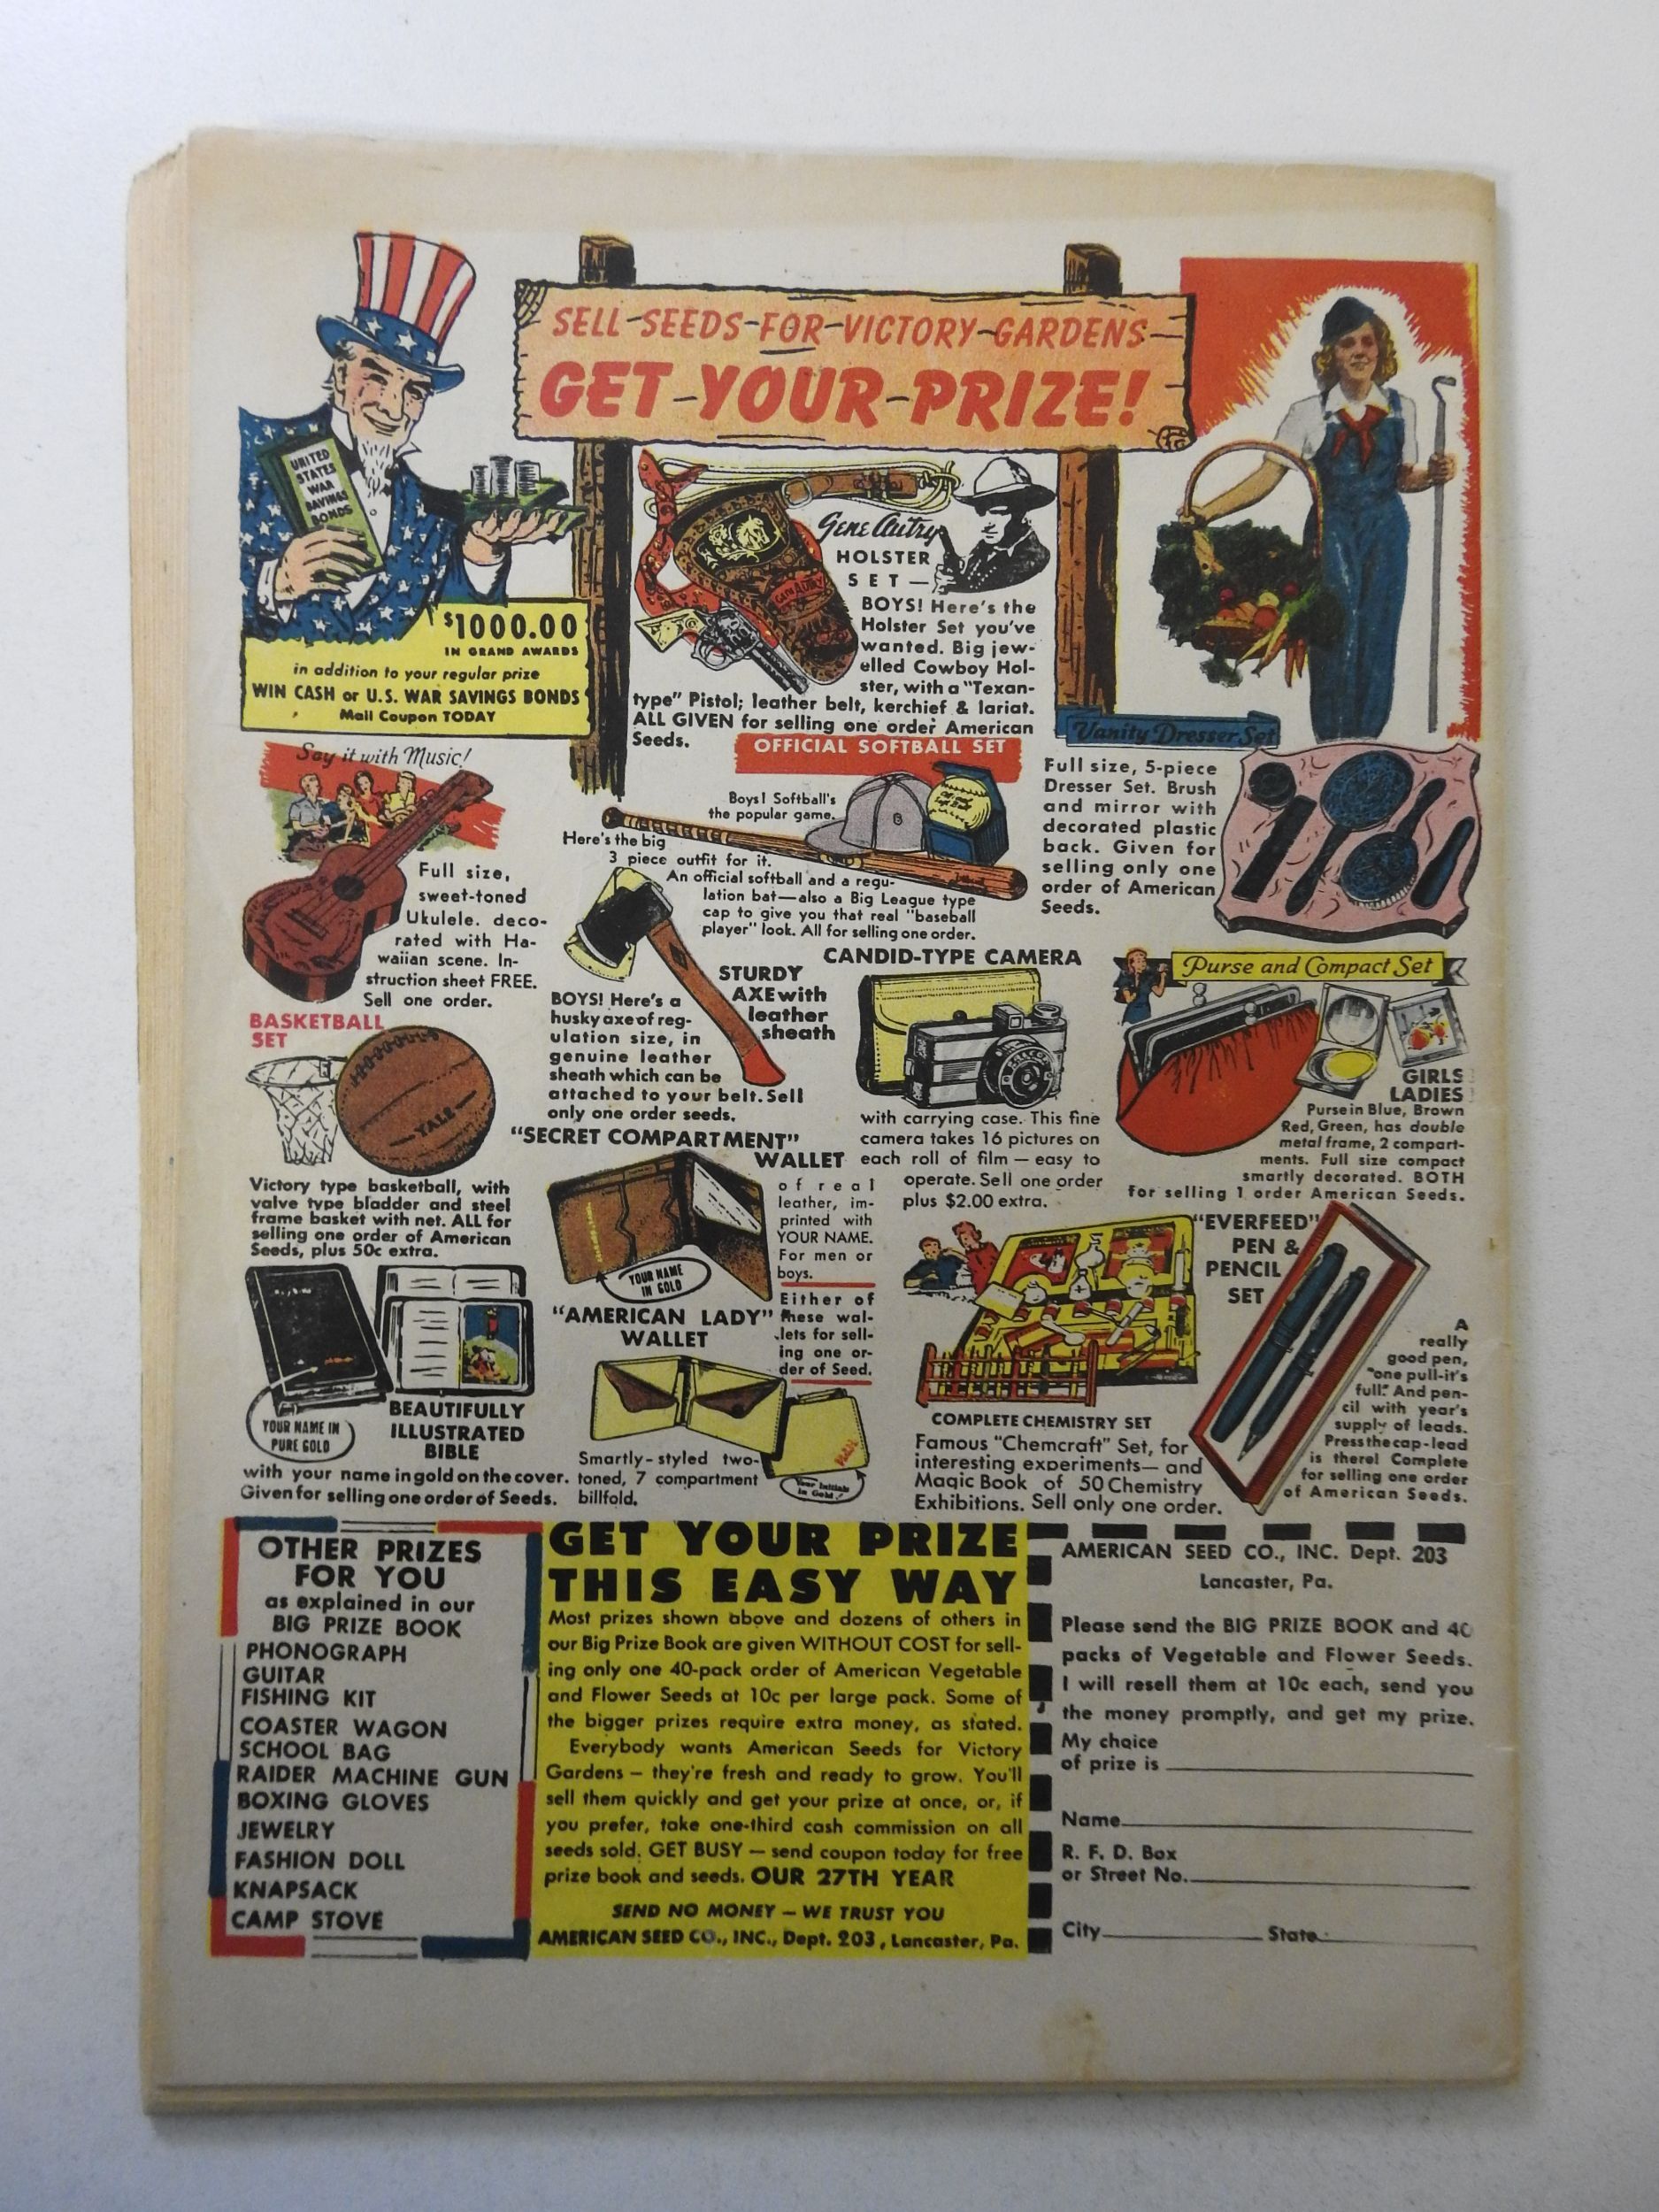 SELL-SEEDS-FOR-VICTORY-GARDENS
GET-YOUR-PRIZE!
UNITED
STATES
WAR
SAVINGS
BONDS
$1000.00
IN GRAND AWARDS
in addition to your regular prize
WIN CASH or U.S. WAR SAVINGS BONDS
Mail Coupon TODAY
Gene Autry
HOLSTER
SET—
BOYS! Here's the
Holster Set you've
wanted. Big jew-
elled Cowboy Hol-
ster, with a "Texan-
type" Pistol; leather belt, kerchief & lariat.
ALL GIVEN for selling one order American
Seeds.
Vanity Dresser Set
Full size, 5-piece
Dresser Set. Brush
and mirror with
decorated plastic
back. Given for
selling only one
order of American
Seeds.
Say it with Music!
Full size,
sweet-toned
Ukulele. deco-
rated with Ha-
waiian scene. In-
struction sheet FREE.
Sell one order.
OFFICIAL SOFTBALL SET
Boys! Softball's
the popular game.
Here's the big
3 piece outfit for it.
An official softball and a regu-
lation bat—also a Big League type
cap to give you that real "baseball
player" look. All for selling one order.
STURDY
AXE with
leather
sheath
BOYS! Here's a
husky axe of reg-
ulation size, in
genuine leather
sheath which can be
attached to your belt. Sell
only one order seeds.
CANDID-TYPE CAMERA
with carrying case. This fine
camera takes 16 pictures on
each roll of film — easy to
operate. Sell one order
plus $2.00 extra.
Purse and Compact Set
GIRLS
LADIES
Purse in Blue, Brown
Red, Green, has double
metal frame, 2 compart-
ments. Full size compact
smartly decorated. BOTH
for selling 1 order American Seeds.
BASKETBALL
SET
YALE
Victory type basketball, with
valve type bladder and steel
frame basket with net. ALL for
selling one order of American
Seeds, plus 50c extra.
"SECRET COMPARTMENT"
WALLET
of real
leather, im-
printed with
YOUR NAME.
For men or
boys.
YOUR NAME
IN GOLD
Either of
these wal-
lets for sell-
ing one or-
der of Seed.
"AMERICAN LADY"
WALLET
Smartly-styled two-
toned, 7 compartment
billfold.
Your Initials
in Gold!
YOUR NAME IN
PURE GOLD
BEAUTIFULLY
ILLUSTRATED
BIBLE
with your name in gold on the cover.
Given for selling one order of Seeds.
COMPLETE CHEMISTRY SET
Famous "Chemcraft" Set, for
interesting experiments—and
Magic Book of 50 Chemistry
Exhibitions. Sell only one order.
"EVERFEED"
PEN &
PENCIL
SET
A
really
good pen,
"one pull-it's
full." And pen-
cil with year's
supply of leads.
Press the cap-lead
is there! Complete
for selling one order
of American Seeds.
OTHER PRIZES
FOR YOU
as explained in our
BIG PRIZE BOOK
PHONOGRAPH
GUITAR
FISHING KIT
COASTER WAGON
SCHOOL BAG
RAIDER MACHINE GUN
BOXING GLOVES
JEWELRY
FASHION DOLL
KNAPSACK
CAMP STOVE
GET YOUR PRIZE
THIS EASY WAY
Most prizes shown above and dozens of others in
our Big Prize Book are given WITHOUT COST for sell-
ing only one 40-pack order of American Vegetable
and Flower Seeds at 10c per large pack. Some of
the bigger prizes require extra money, as stated.
Everybody wants American Seeds for Victory
Gardens — they're fresh and ready to grow. You'll
sell them quickly and get your prize at once, or, if
you prefer, take one-third cash commission on all
seeds sold. GET BUSY — send coupon today for free
prize book and seeds. OUR 27TH YEAR
SEND NO MONEY — WE TRUST YOU
AMERICAN SEED CO., INC., Dept. 203, Lancaster, Pa.
AMERICAN SEED CO., INC. Dept. 203
Lancaster, Pa.
Please send the BIG PRIZE BOOK and 40
packs of Vegetable and Flower Seeds.
I will resell them at 10c each, send you
the money promptly, and get my prize.
My choice
of prize is
Name
R. F. D. Box
or Street No.
City State